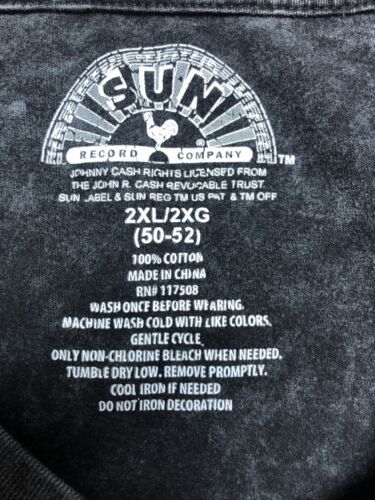 SUN
RECORD COMPANY ® TM
JOHNNY CASH RIGHTS LICENSED FROM
THE JOHN R. CASH REVOCABLE TRUST.
SUN LABEL & SUN REG TM US PAT & TM OFF
2XL/2XG
(50-52)
100% COTTON
MADE IN CHINA
RN# 117508
WASH ONCE BEFORE WEARING.
MACHINE WASH COLD WITH LIKE COLORS.
GENTLE CYCLE.
ONLY NON-CHLORINE BLEACH WHEN NEEDED.
TUMBLE DRY LOW. REMOVE PROMPTLY.
COOL IRON IF NEEDED
DO NOT IRON DECORATION